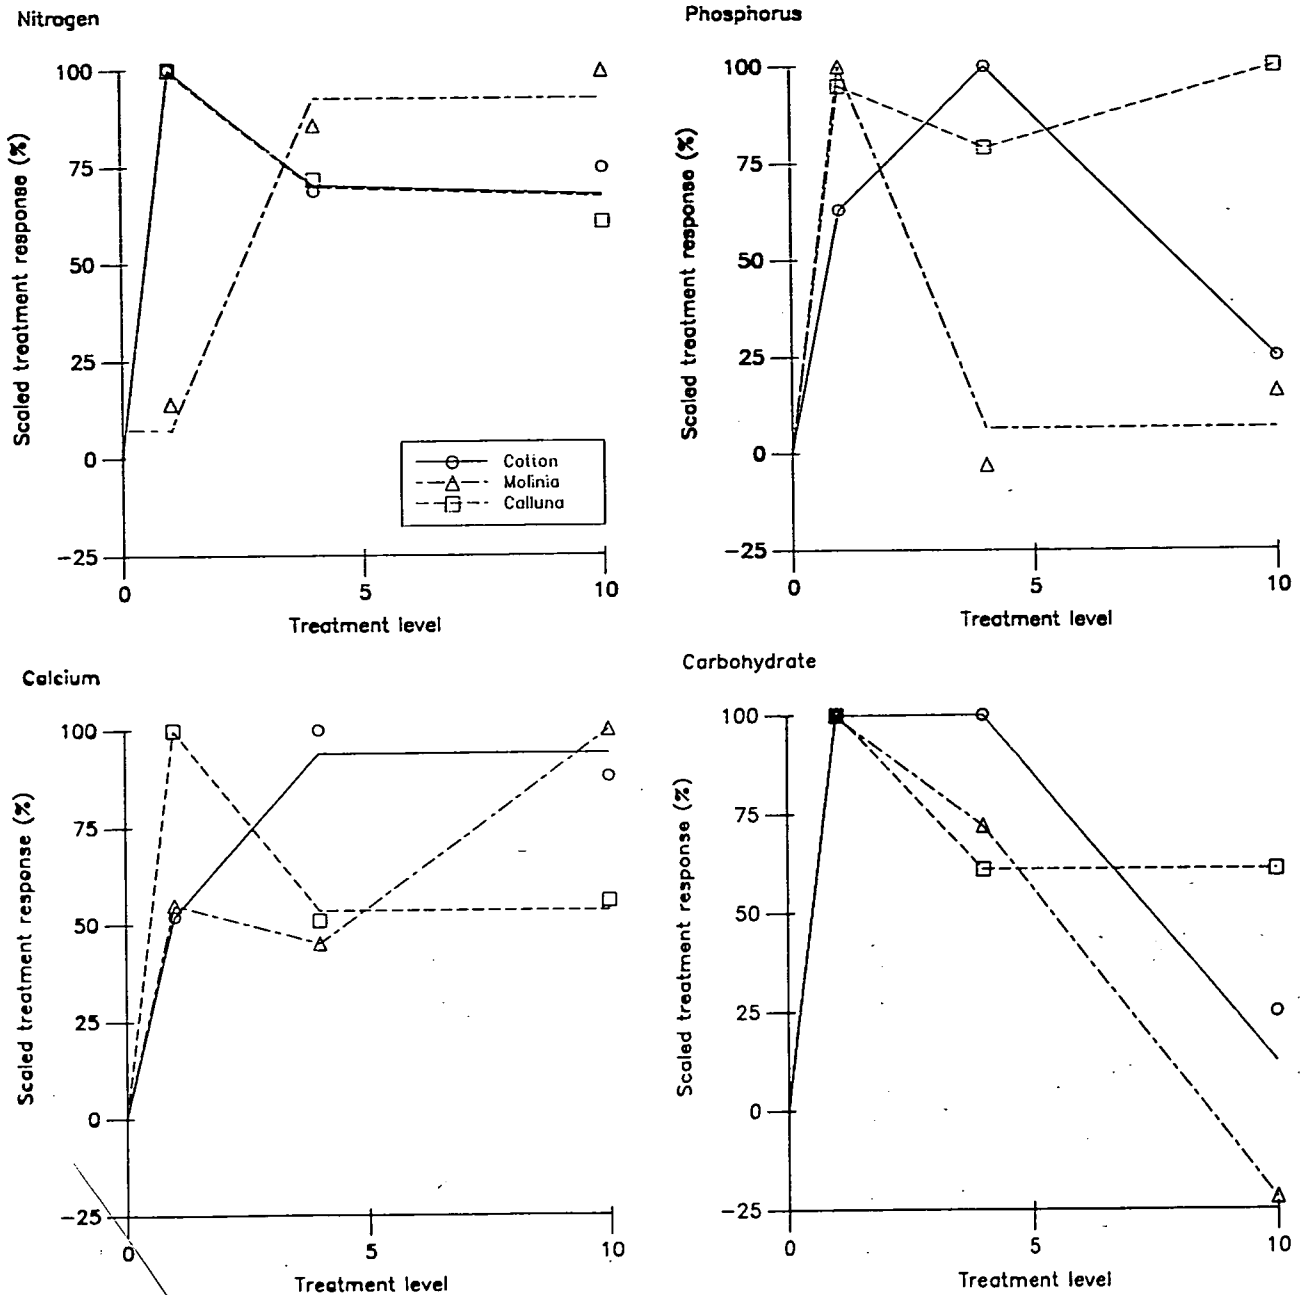 Nitrogen
Scaled treatment response (%)
100
75
50
25
0
−25
0 5 10
Treatment level
Cotton
Molinia
Calluna
Phosphorus
Scaled treatment response (%)
100
75
50
25
0
−25
0 5 10
Treatment level
Calcium
Scaled treatment response (%)
100
75
50
25
0
−25
0 5 10
Treatment level
Carbohydrate
Scaled treatment response (%)
100
75
50
25
0
−25
0 5 10
Treatment level